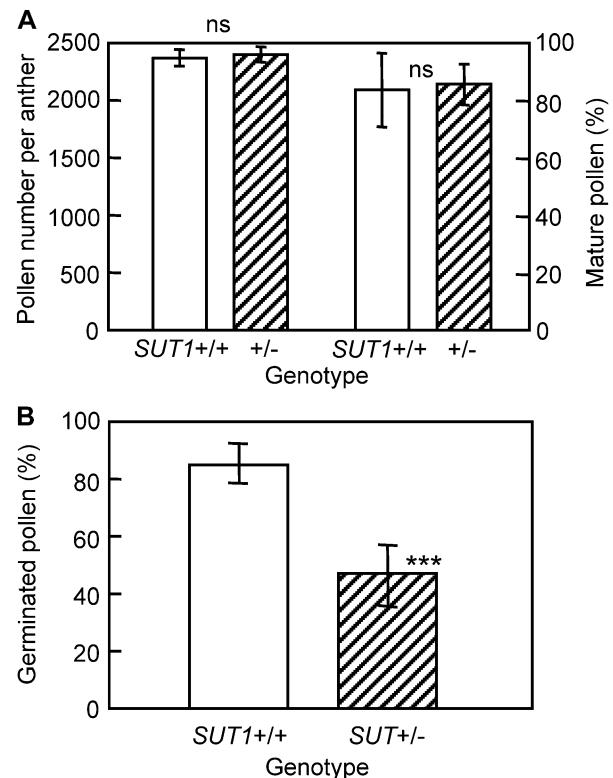 A
ns
2500
2000
1500
1000
500
0
Pollen number per anther
ns
100
80
60
40
20
0
Mature pollen (%)
SUT1+/+ +/- SUT1+/+ +/-
Genotype
B
100
80
60
40
20
0
Germinated pollen (%)
***
SUT1+/+ SUT+/-
Genotype